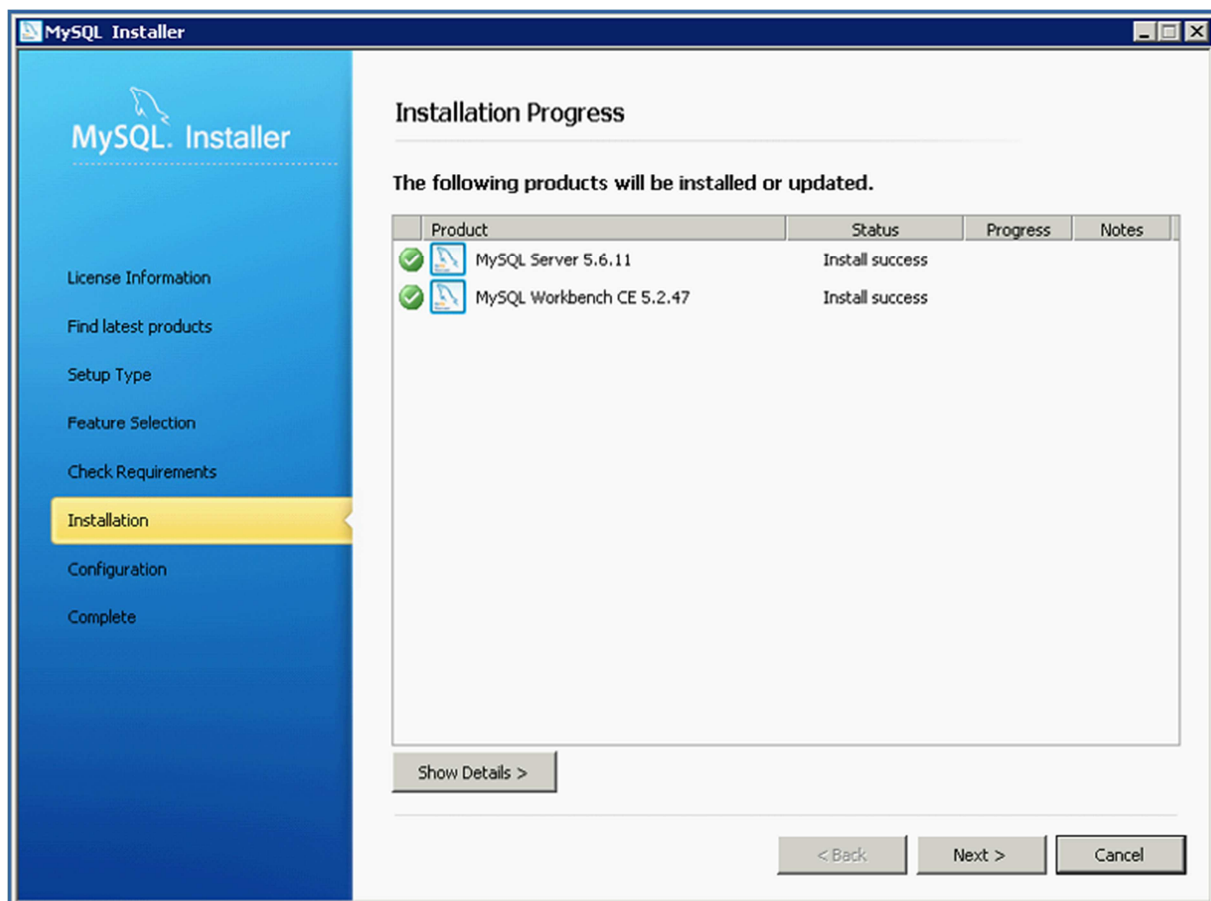 MySQL Installer
MySQL. Installer
License Information
Find latest products
Setup Type
Feature Selection
Check Requirements
Installation
Configuration
Complete
Installation Progress
The following products will be installed or updated.
Product Status Progress Notes
MySQL Server 5.6.11 Install success
MySQL Workbench CE 5.2.47 Install success
Show Details >
< Back Next > Cancel